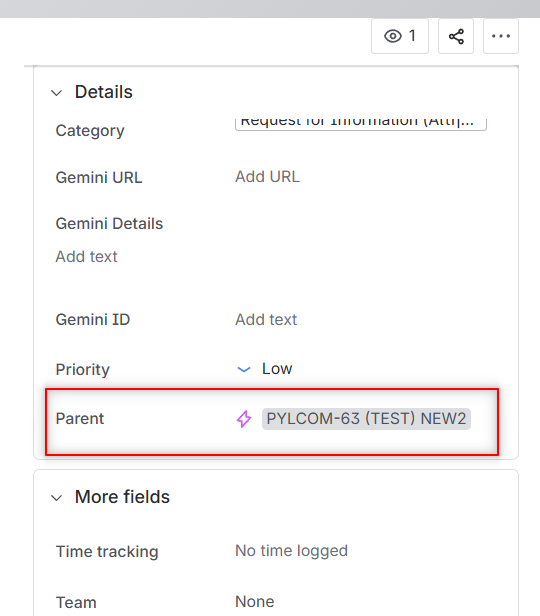 1
Details
Category
Request for Information (Att|...
Gemini URL
Add URL
Gemini Details
Add text
Gemini ID
Add text
Priority
Low
Parent
PYLCOM-63 (TEST) NEW2
More fields
Time tracking
No time logged
Team
None